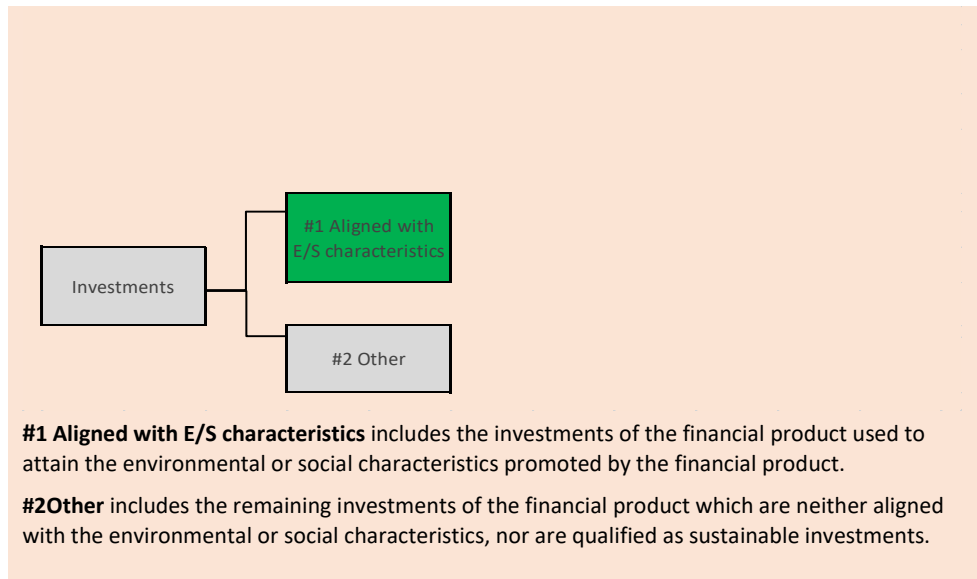 #1 Aligned with
E/S characteristics
Investments
#2 Other
#1 Aligned with E/S characteristics includes the investments of the financial product used to
attain the environmental or social characteristics promoted by the financial product.
#2Other includes the remaining investments of the financial product which are neither aligned
with the environmental or social characteristics, nor are qualified as sustainable investments.